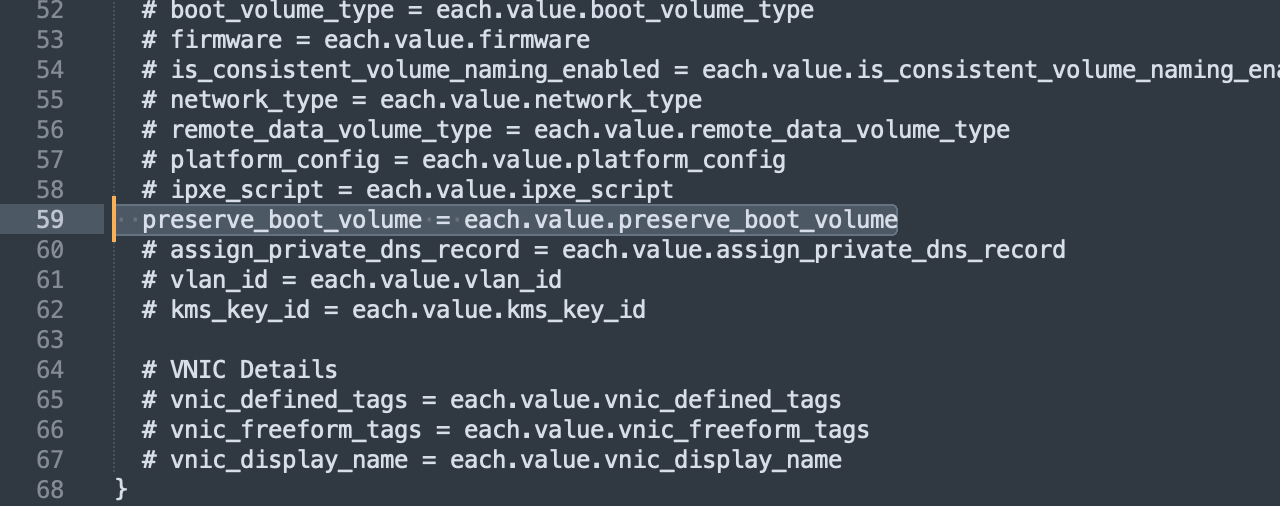 52 # boot_volume_type = each.value.boot_volume_type
53 # firmware = each.value.firmware
54 # is_consistent_volume_naming_enabled = each.value.is_consistent_volume_naming_ena
55 # network_type = each.value.network_type
56 # remote_data_volume_type = each.value.remote_data_volume_type
57 # platform_config = each.value.platform_config
58 # ipxe_script = each.value.ipxe_script
59 preserve_boot_volume = each.value.preserve_boot_volume
60 # assign_private_dns_record = each.value.assign_private_dns_record
61 # vlan_id = each.value.vlan_id
62 # kms_key_id = each.value.kms_key_id
63
64 # VNIC Details
65 # vnic_defined_tags = each.value.vnic_defined_tags
66 # vnic_freeform_tags = each.value.vnic_freeform_tags
67 # vnic_display_name = each.value.vnic_display_name
68 }